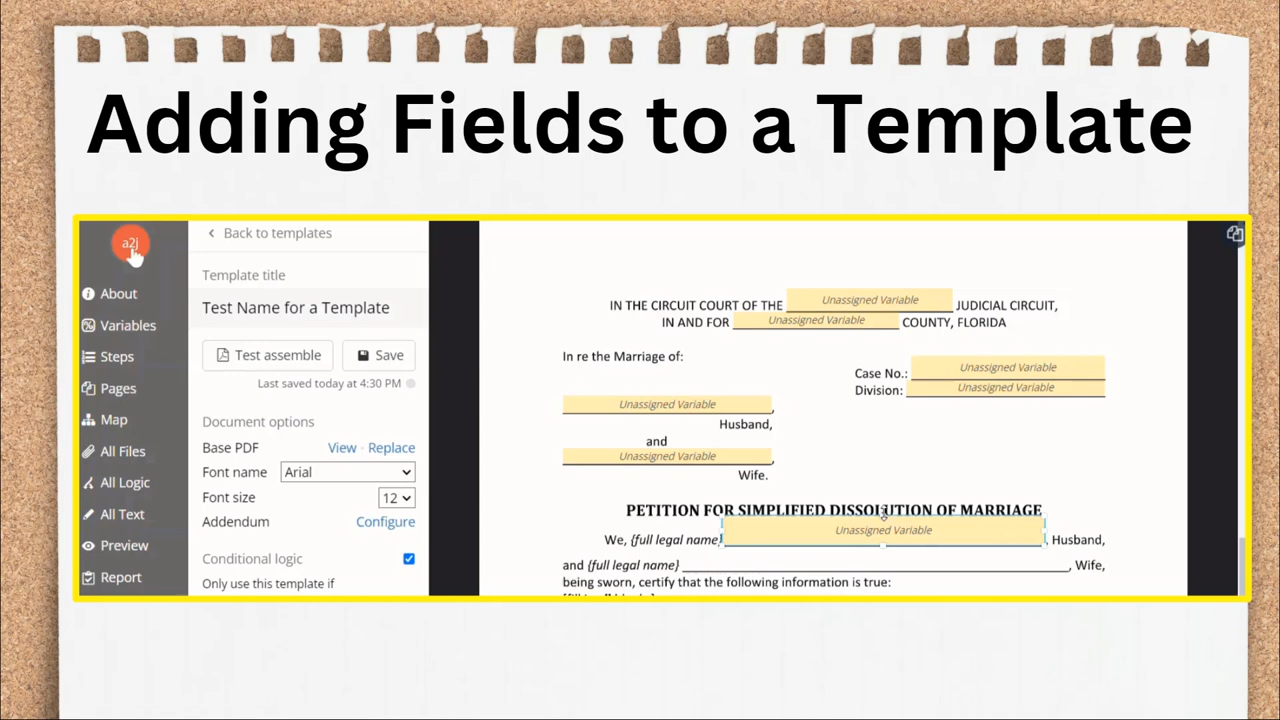 Adding Fields to a Template
a2j
About
Variables
Steps
Pages
Map
All Files
All Logic
All Text
Preview
Report
Back to templates
Template title
Test Name for a Template
Test assemble
Save
Last saved today at 4:30 PM
Document options
Base PDF View · Replace
Font name Arial
Font size 12
Addendum Configure
Conditional logic
Only use this template if
IN THE CIRCUIT COURT OF THE Unassigned Variable JUDICIAL CIRCUIT,
IN AND FOR Unassigned Variable COUNTY, FLORIDA
In re the Marriage of:
Case No.: Unassigned Variable
Division: Unassigned Variable
Unassigned Variable,
Husband,
and
Unassigned Variable,
Wife.
PETITION FOR SIMPLIFIED DISSOLUTION OF MARRIAGE
We, {full legal name} Unassigned Variable, Husband,
and {full legal name} , Wife,
being sworn, certify that the following information is true: